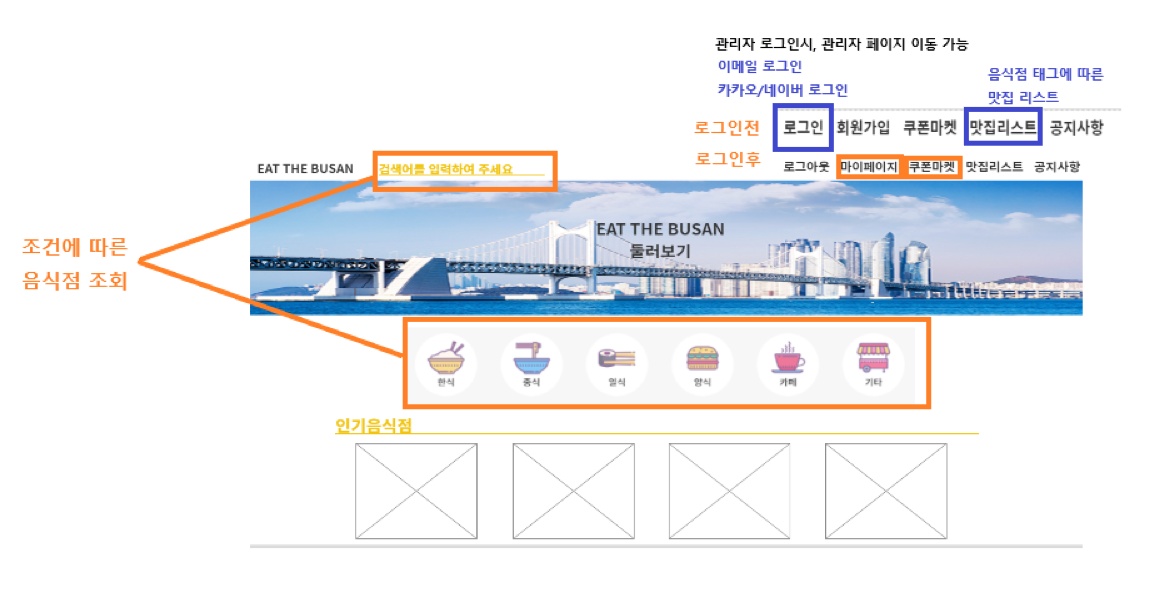 관리자 로그인시, 관리자 페이지 이동 가능
이메일 로그인
카카오/네이버 로그인
음식점 태그에 따른
맛집 리스트
로그인전
로그인 회원가입 쿠폰마켓 맛집리스트 공지사항
로그인후
로그아웃 마이페이지 쿠폰마켓 맛집리스트 공지사항
EAT THE BUSAN
검색어를 입력하여 주세요
EAT THE BUSAN
둘러보기
조건에 따른
음식점 조회
한식 중식 일식 양식 카페 기타
인기음식점